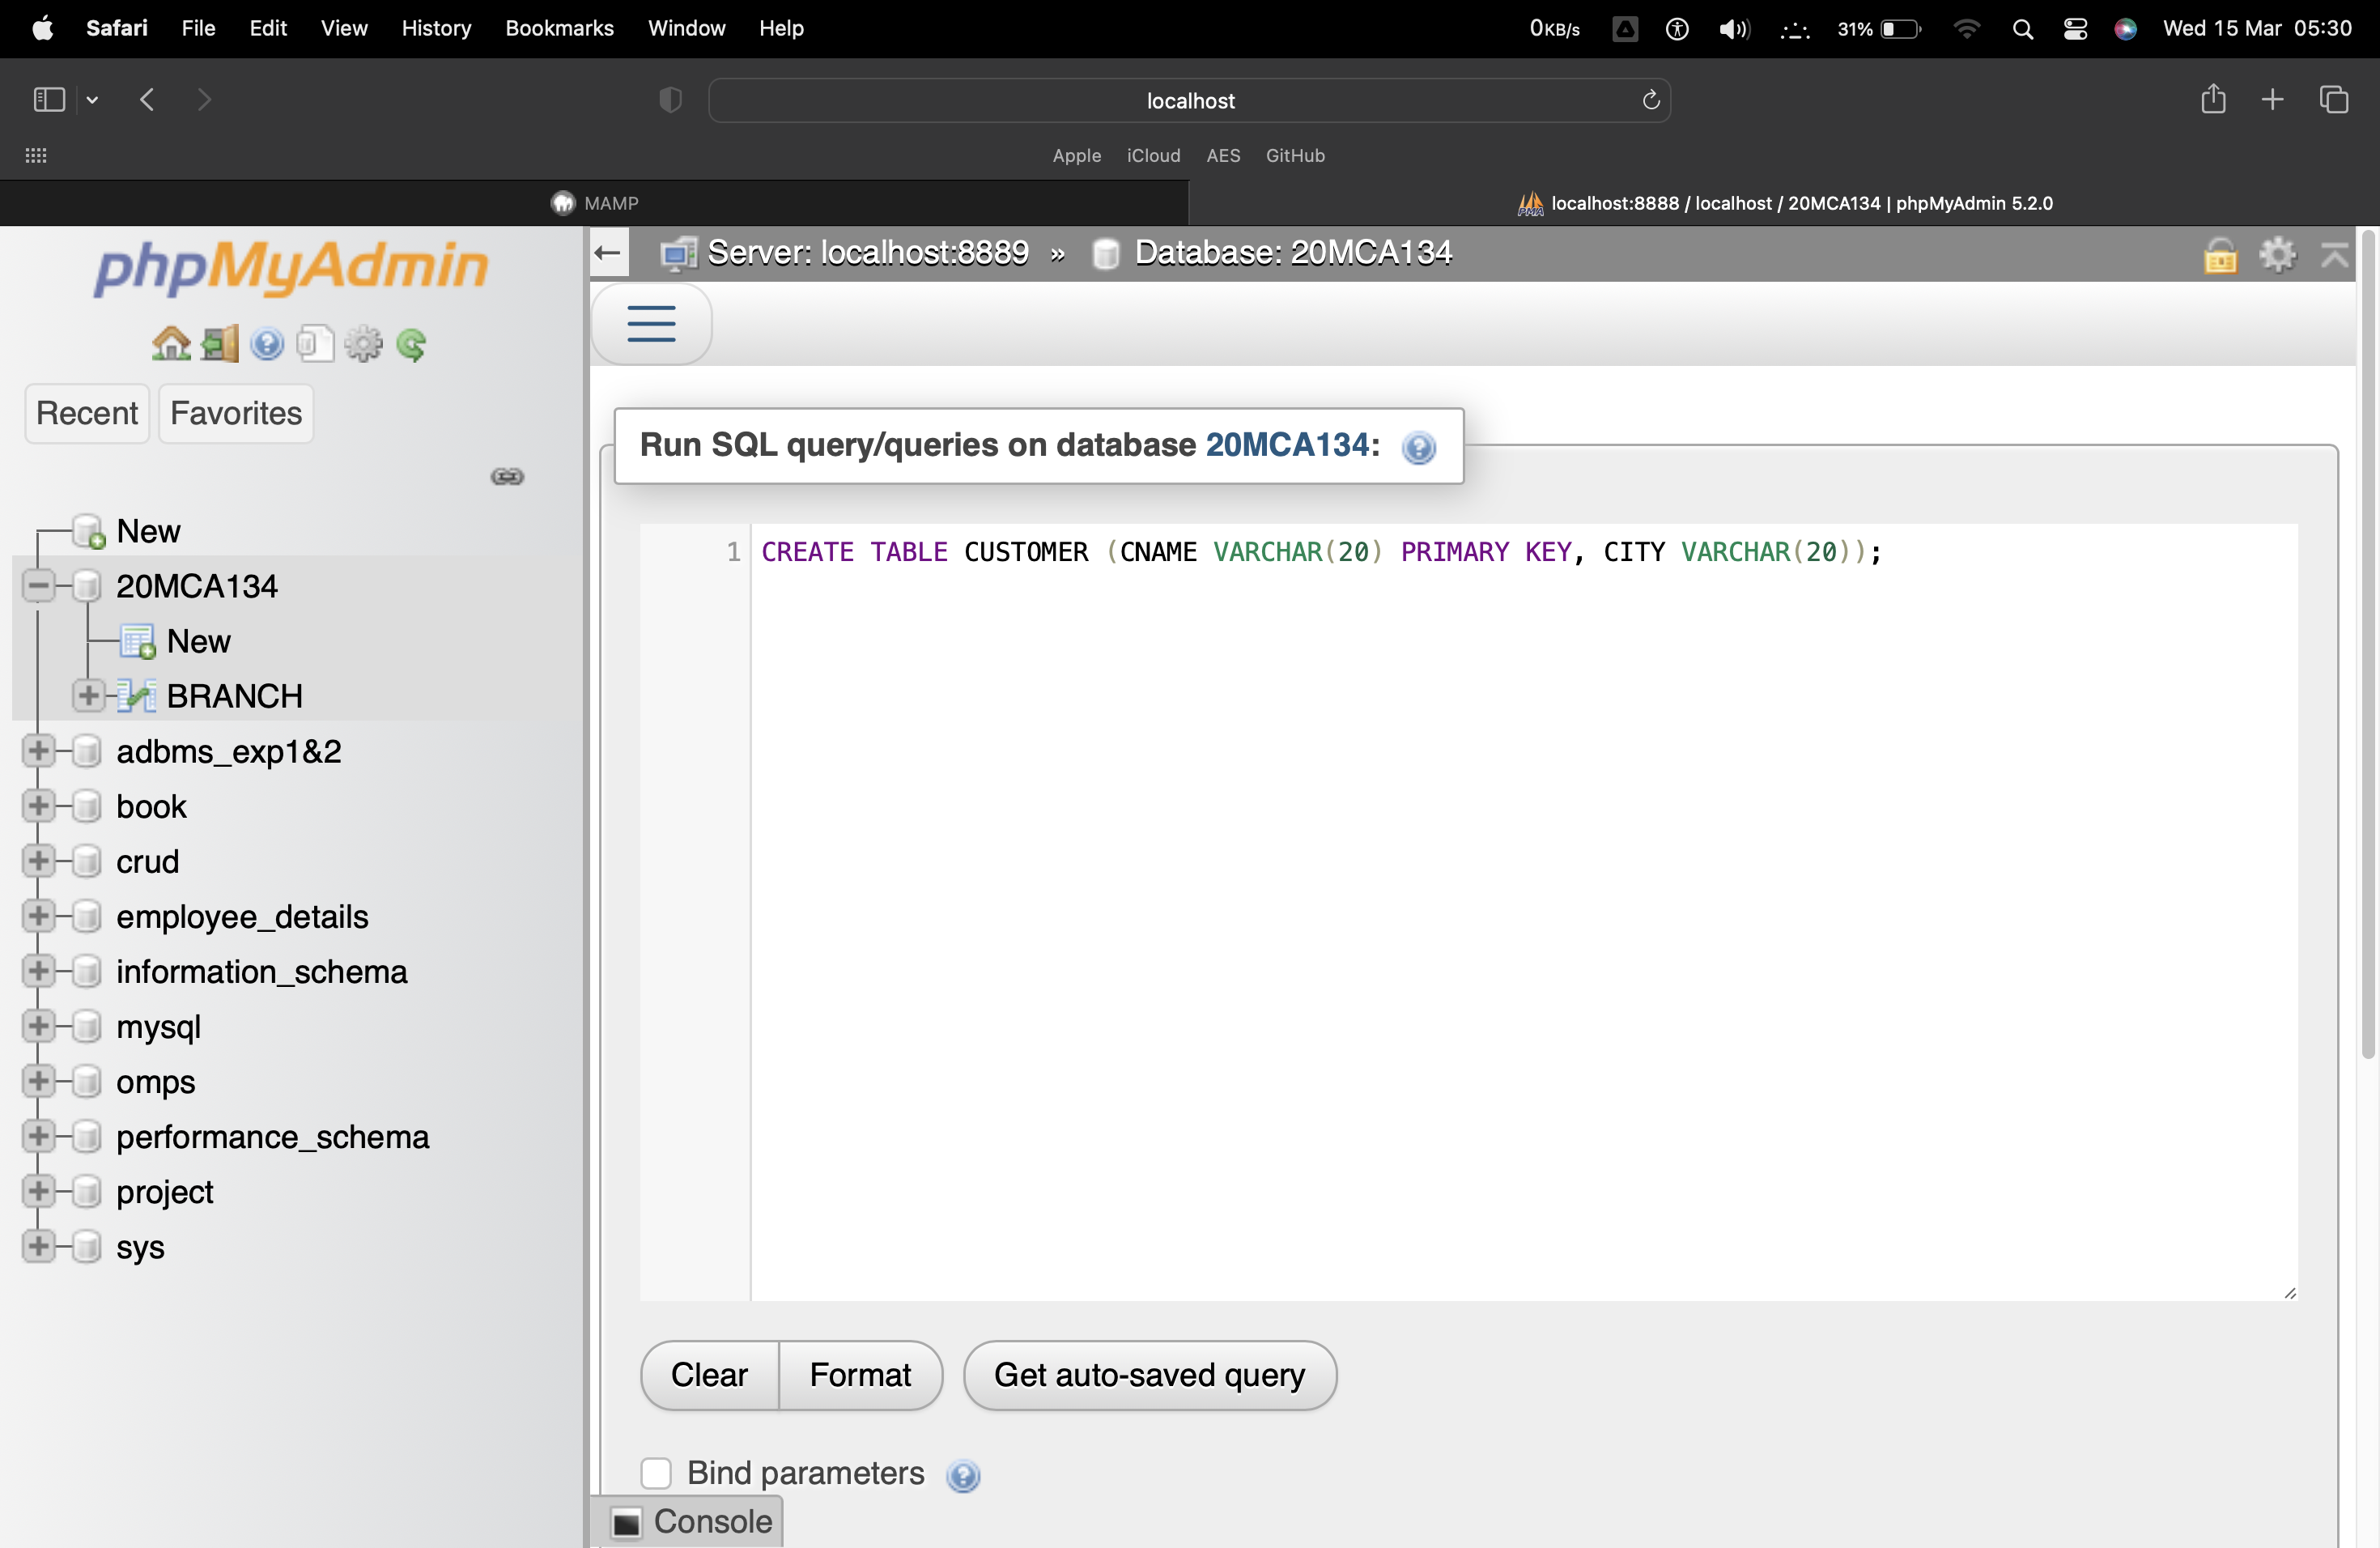 Safari File Edit View History Bookmarks Window Help 0KB/s 31% Wed 15 Mar 05:30
localhost
Apple iCloud AES GitHub
MAMP
localhost:8888 / localhost / 20MCA134 | phpMyAdmin 5.2.0
phpMyAdmin
Recent Favorites
New
20MCA134
New
BRANCH
adbms_exp1&2
book
crud
employee_details
information_schema
mysql
omps
performance_schema
project
sys
Server: localhost:8889 » Database: 20MCA134
Run SQL query/queries on database 20MCA134:
1 CREATE TABLE CUSTOMER (CNAME VARCHAR(20) PRIMARY KEY, CITY VARCHAR(20));
Clear Format Get auto-saved query
Bind parameters
Console